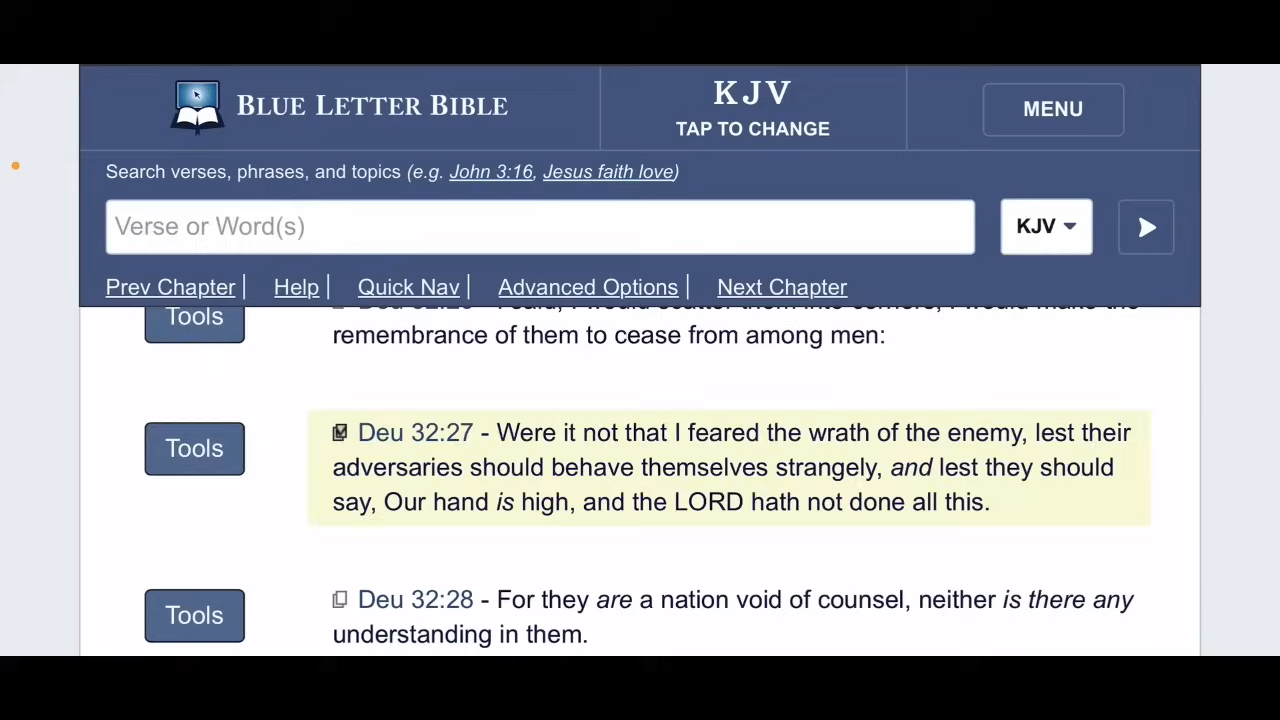 BLUE LETTER BIBLE
KJV
TAP TO CHANGE
MENU
Search verses, phrases, and topics (e.g. John 3:16, Jesus faith love)
Verse or Word(s)
KJV
Prev Chapter | Help | Quick Nav | Advanced Options | Next Chapter
Tools
remembrance of them to cease from among men:
Tools
Deu 32:27 - Were it not that I feared the wrath of the enemy, lest their
adversaries should behave themselves strangely, and lest they should
say, Our hand is high, and the LORD hath not done all this.
Tools
Deu 32:28 - For they are a nation void of counsel, neither is there any
understanding in them.